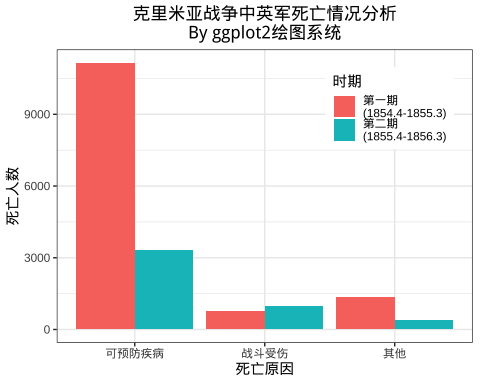 克里米亚战争中英军死亡情况分析
By ggplot2绘图系统
死亡人数
9000
6000
3000
0
时期
第一期
(1854.4-1855.3)
第二期
(1855.4-1856.3)
可预防疾病
战斗受伤
其他
死亡原因